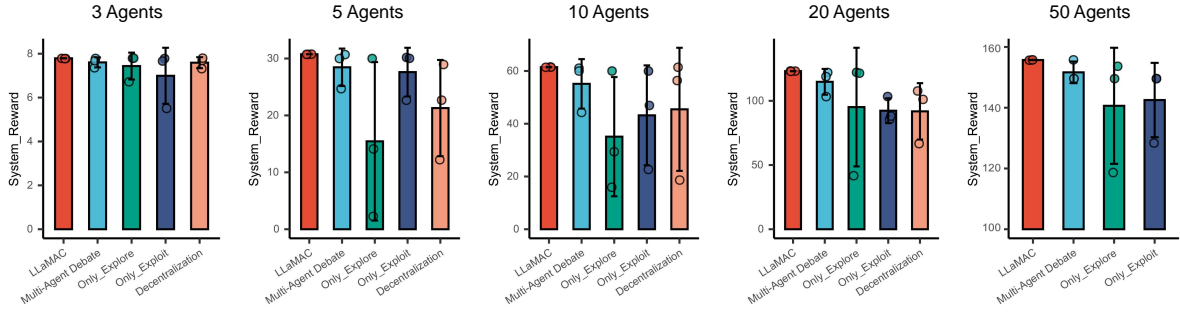 3 Agents
System_Reward
8
6
4
2
0
LLaMAC
Multi-Agent Debate
Only_Explore
Only_Exploit
Decentralization
5 Agents
System_Reward
30
20
10
0
LLaMAC
Multi-Agent Debate
Only_Explore
Only_Exploit
Decentralization
10 Agents
System_Reward
60
40
20
0
LLaMAC
Multi-Agent Debate
Only_Explore
Only_Exploit
Decentralization
20 Agents
System_Reward
100
50
0
LLaMAC
Multi-Agent Debate
Only_Explore
Only_Exploit
Decentralization
50 Agents
System_Reward
160
140
120
100
LLaMAC
Multi-Agent Debate
Only_Explore
Only_Exploit